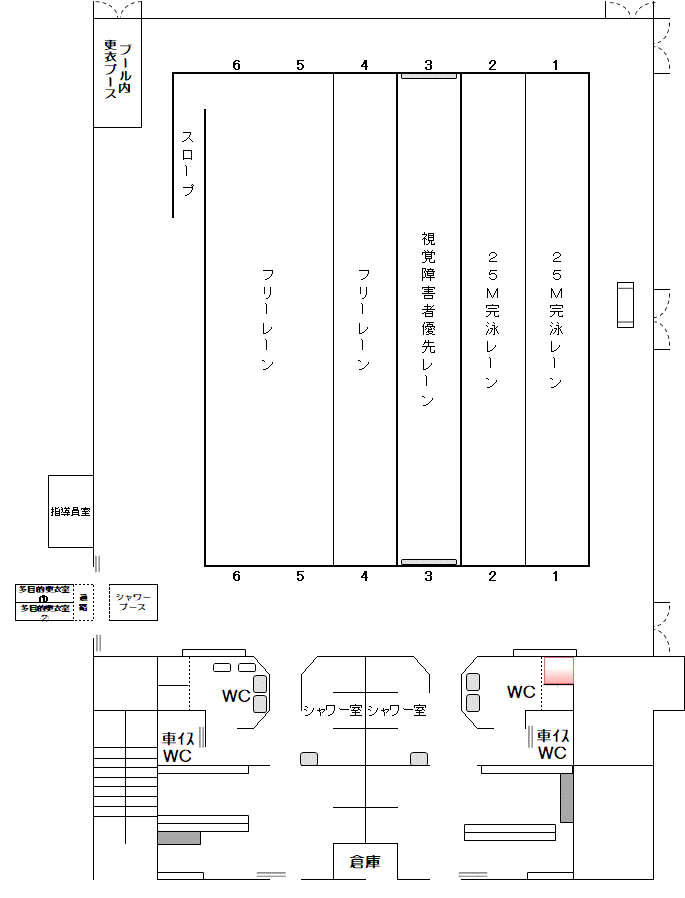 プール内
更衣ブース
6 5 4 3 2 1
スロープ
フリーレーン
フリーレーン
視覚障害者優先レーン
25M完泳レーン
25M完泳レーン
指導員室
6 5 4 3 2 1
多目的更衣室
①
多目的更衣室
2
通路
シャワー
ブース
WC
シャワー室
シャワー室
WC
車イス
WC
車イス
WC
倉庫